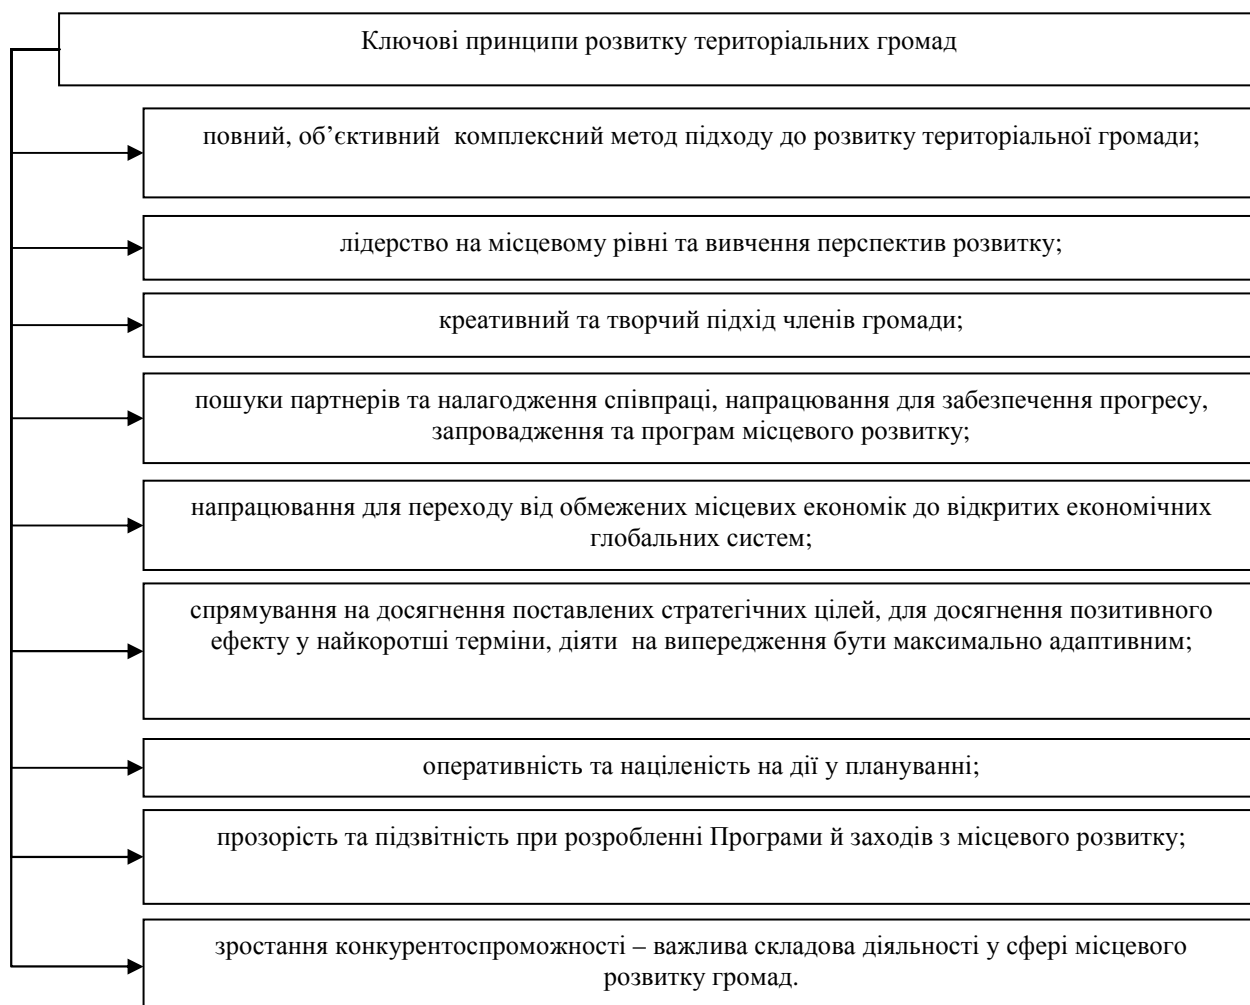 Ключові принципи розвитку територіальних громад
повний, об’єктивний комплексний метод підходу до розвитку територіальної громади;
лідерство на місцевому рівні та вивчення перспектив розвитку;
креативний та творчий підхід членів громади;
пошуки партнерів та налагодження співпраці, напрацювання для забезпечення прогресу,
запровадження та програм місцевого розвитку;
напрацювання для переходу від обмежених місцевих економік до відкритих економічних
глобальних систем;
спрямування на досягнення поставлених стратегічних цілей, для досягнення позитивного
ефекту у найкоротші терміни, діяти на випередження бути максимально адаптивним;
оперативність та націленість на дії у плануванні;
прозорість та підзвітність при розробленні Програми й заходів з місцевого розвитку;
зростання конкурентоспроможності – важлива складова діяльності у сфері місцевого
розвитку громад.